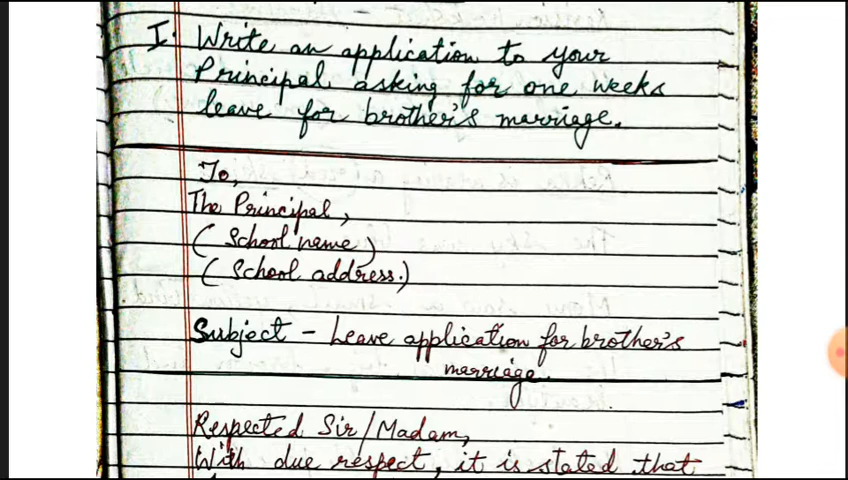 I. Write an application to your
Principal asking for one weeks
leave for brother's marriage.
To,
The Principal,
( School name )
( School address.)
Subject - Leave application for brother's
marriage.
Respected Sir/Madam,
With due respect, it is stated that